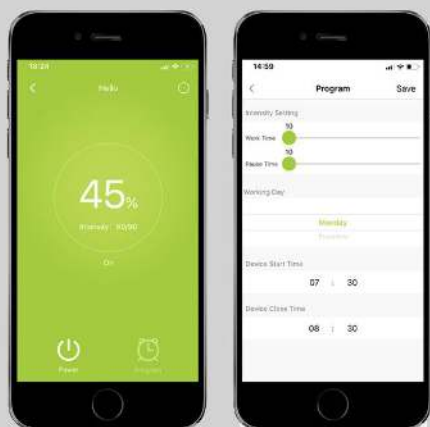 19:24
Hello
45%
Intensity : 90/90
On
Power
Program
14:59
Program
Save
Intensity Setting
10
Work Time
10
Pause Time
Working Day
Monday
Device Start Time
07 : 30
Device Close Time
08 : 30